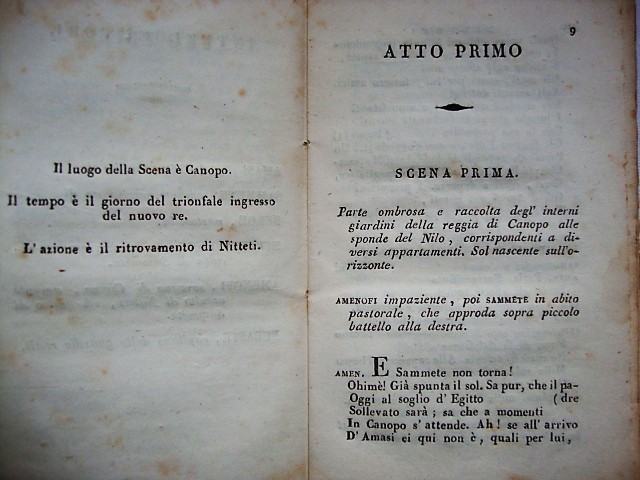 Il luogo della Scena è Canopo.
Il tempo è il giorno del trionfale ingresso
del nuovo re.
L'azione è il ritrovamento di Nitteti.
9
ATTO PRIMO
SCENA PRIMA.
Parte ombrosa e raccolta degl' interni
giardini della reggia di Canopo alle
sponde del Nilo, corrispondenti a di-
versi appartamenti. Sol nascente sull'o-
rizzonte.
AMENOFI impaziente, poi SAMMETE in abito
pastorale, che approda sopra piccolo
battello alla destra.
AMEN. E Sammete non torna!
Ohimè! Già spunta il sol. Sa pur, che il pa-
Oggi al soglio d' Egitto (dre
Sollevato sarà; sa che a momenti
In Canopo s' attende. Ah! se all' arrivo
D' Amasi ei qui non è, quali per lui,